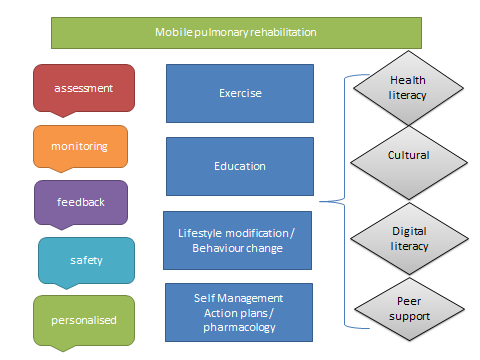 Mobile pulmonary rehabilitation
assessment
monitoring
feedback
safety
personalised
Exercise
Education
Lifestyle modification /
Behaviour change
Self Management
Action plans /
pharmacology
Health
literacy
Cultural
Digital
literacy
Peer
support